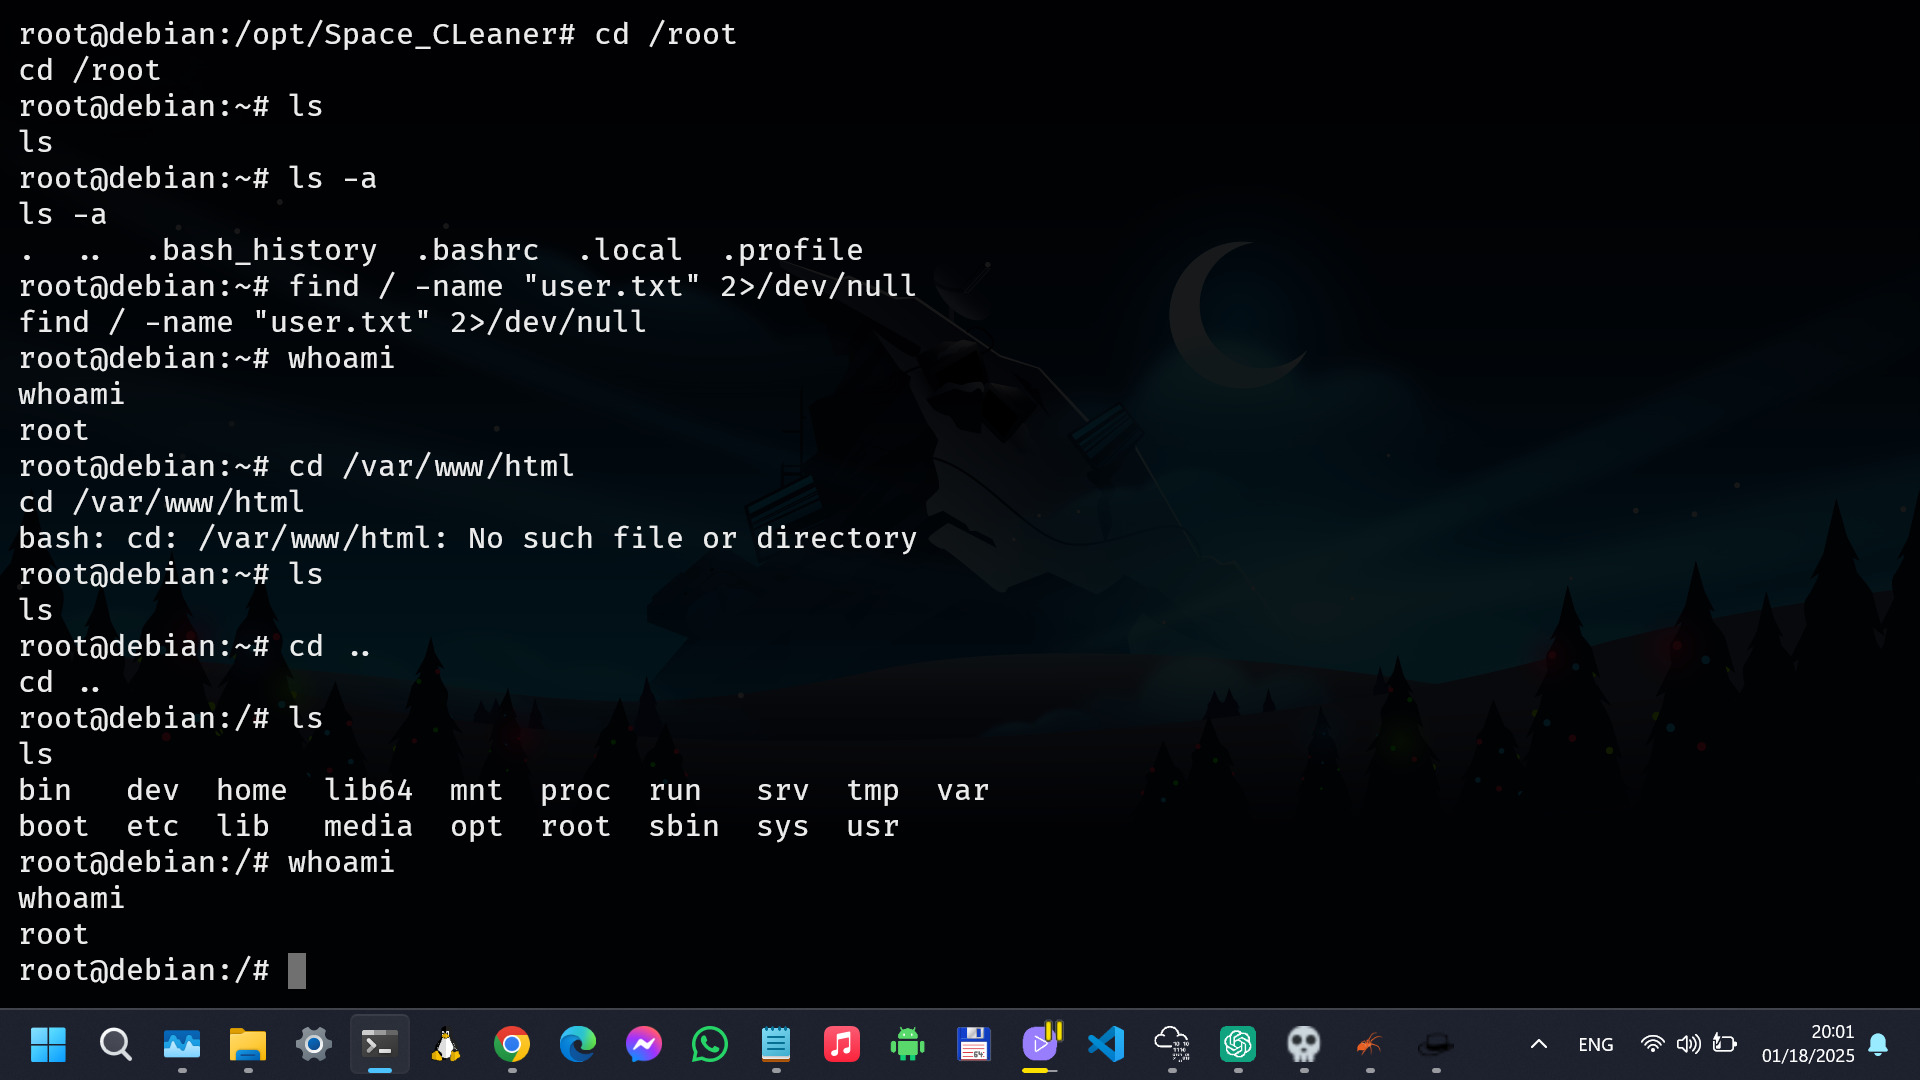 root@debian:/opt/Space_CLeaner# cd /root
cd /root
root@debian:~# ls
ls
root@debian:~# ls -a
ls -a
.  ..  .bash_history  .bashrc  .local  .profile
root@debian:~# find / -name "user.txt" 2>/dev/null
find / -name "user.txt" 2>/dev/null
root@debian:~# whoami
whoami
root
root@debian:~# cd /var/www/html
cd /var/www/html
bash: cd: /var/www/html: No such file or directory
root@debian:~# ls
ls
root@debian:~# cd ..
cd ..
root@debian:/# ls
ls
bin   dev  home  lib64  mnt  proc  run   srv  tmp  var
boot  etc  lib   media  opt  root  sbin  sys  usr
root@debian:/# whoami
whoami
root
root@debian:/#
ENG
20:01
01/18/2025